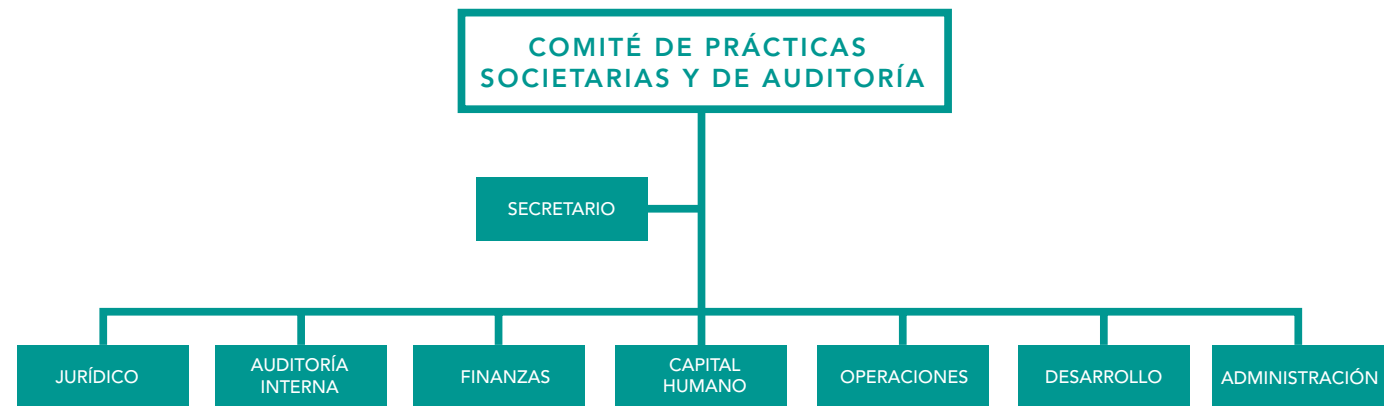 COMITÉ DE PRÁCTICAS
SOCIETARIAS Y DE AUDITORÍA
SECRETARIO
JURÍDICO
AUDITORÍA
INTERNA
FINANZAS
CAPITAL
HUMANO
OPERACIONES
DESARROLLO
ADMINISTRACIÓN